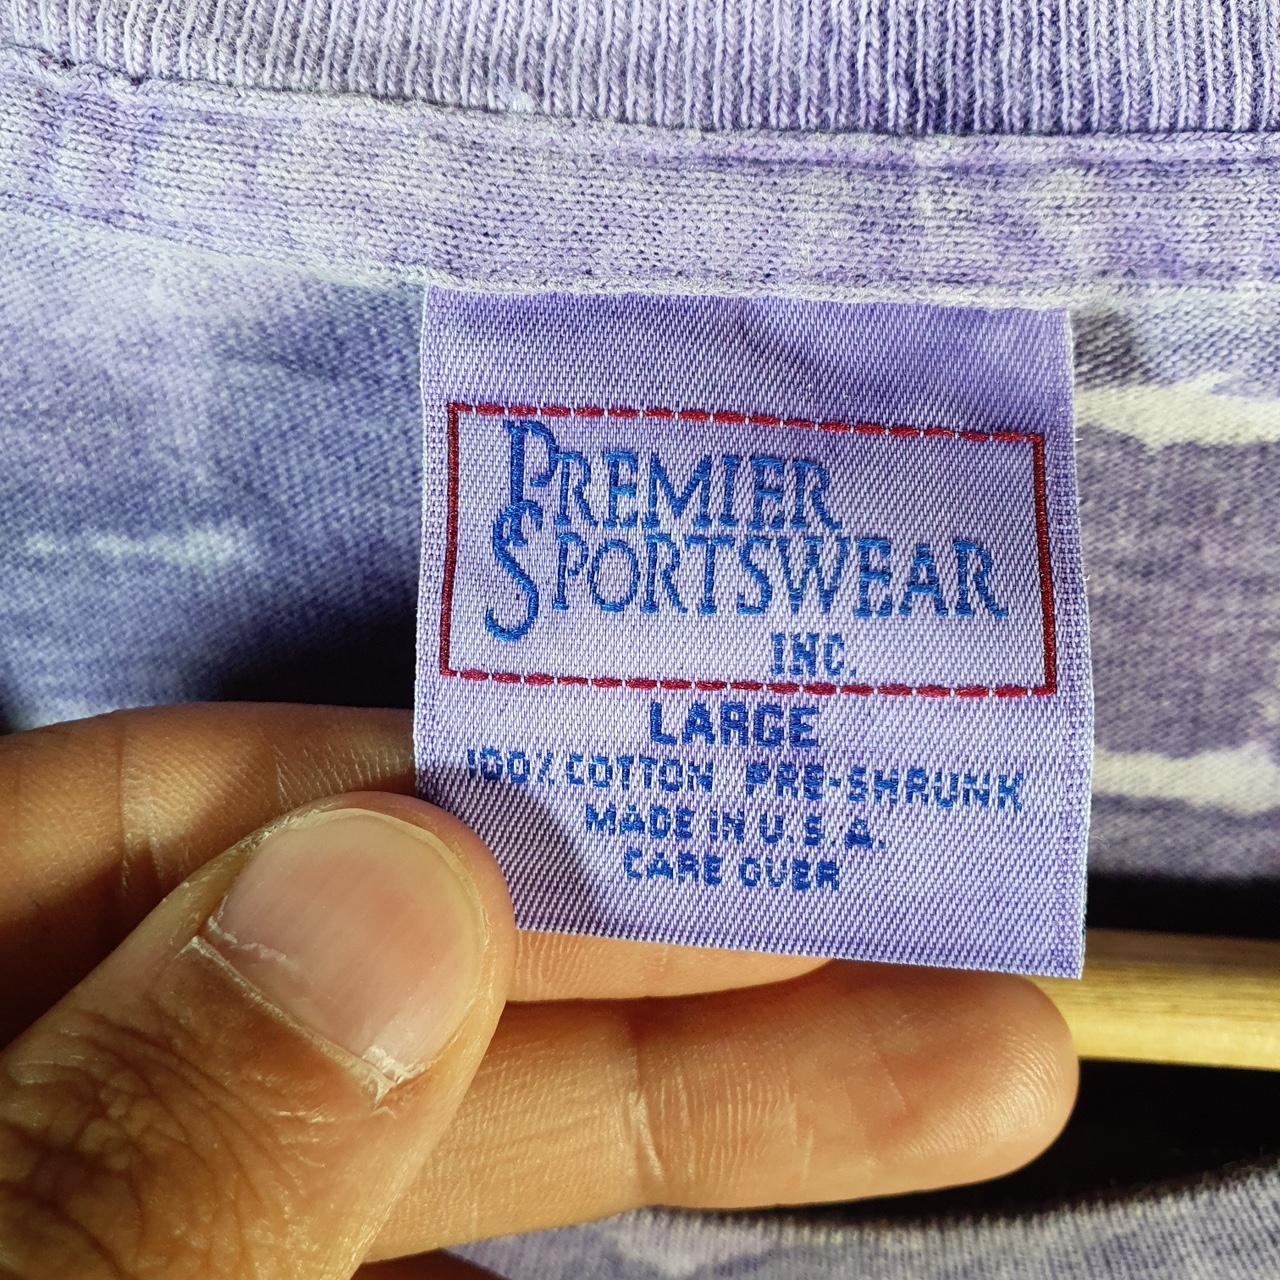 PREMIER
SPORTSWEAR
INC.
LARGE
100% COTTON PRE-SHRUNK
MADE IN U.S.A.
CARE OVER